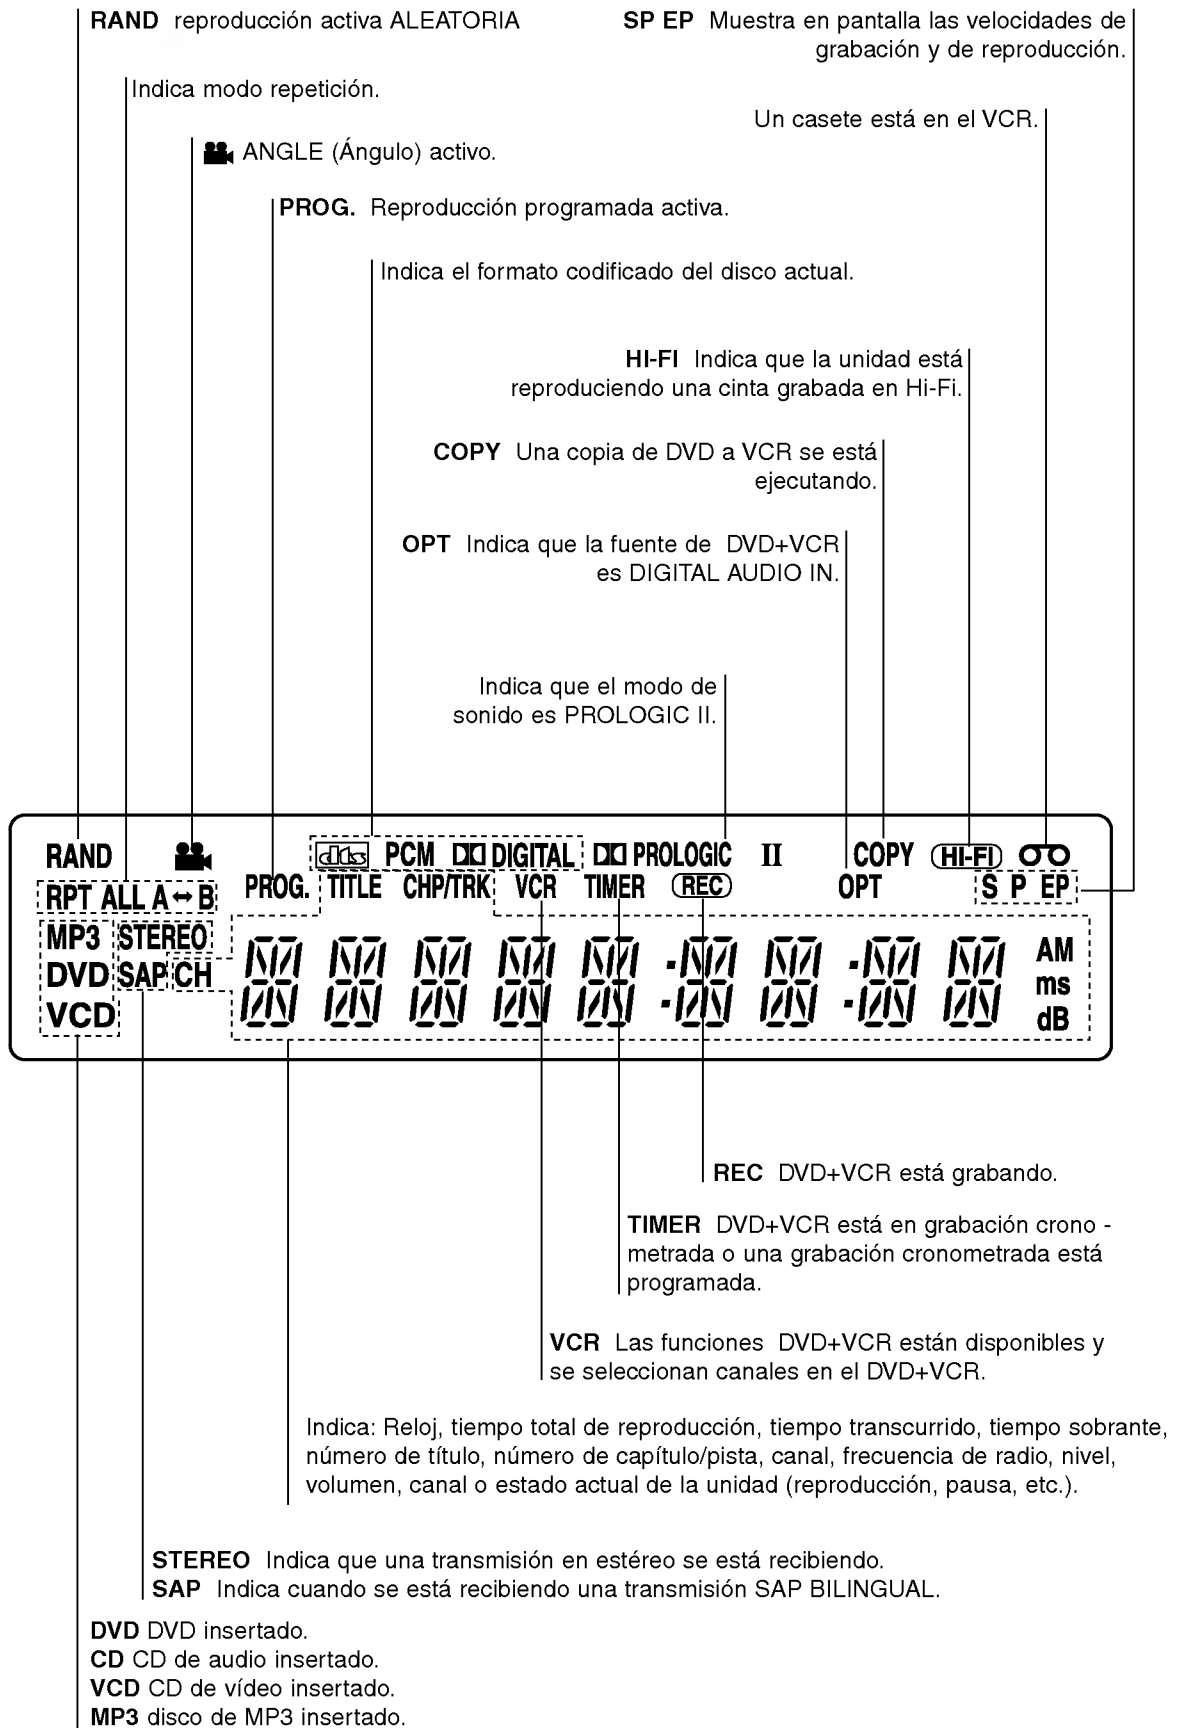 RAND reproducción activa ALEATORIA
SP EP Muestra en pantalla las velocidades de
grabación y de reproducción.
Indica modo repetición.
Un casete está en el VCR.
ANGLE (Ángulo) activo.
PROG. Reproducción programada activa.
Indica el formato codificado del disco actual.
HI-FI Indica que la unidad está
reproduciendo una cinta grabada en Hi-Fi.
COPY Una copia de DVD a VCR se está
ejecutando.
OPT Indica que la fuente de DVD+VCR
es DIGITAL AUDIO IN.
Indica que el modo de
sonido es PROLOGIC II.
RAND dts PCM DIGITAL PROLOGIC II COPY HI-FI
RPT ALL A ↔ B PROG. TITLE CHP/TRK VCR TIMER REC OPT S P EP
MP3 STEREO AM
DVD SAP CH ms
VCD dB
REC DVD+VCR está grabando.
TIMER DVD+VCR está en grabación crono -
metrada o una grabación cronometrada está
programada.
VCR Las funciones DVD+VCR están disponibles y
se seleccionan canales en el DVD+VCR.
Indica: Reloj, tiempo total de reproducción, tiempo transcurrido, tiempo sobrante,
número de título, número de capítulo/pista, canal, frecuencia de radio, nivel,
volumen, canal o estado actual de la unidad (reproducción, pausa, etc.).
STEREO Indica que una transmisión en estéreo se está recibiendo.
SAP Indica cuando se está recibiendo una transmisión SAP BILINGUAL.
DVD DVD insertado.
CD CD de audio insertado.
VCD CD de vídeo insertado.
MP3 disco de MP3 insertado.